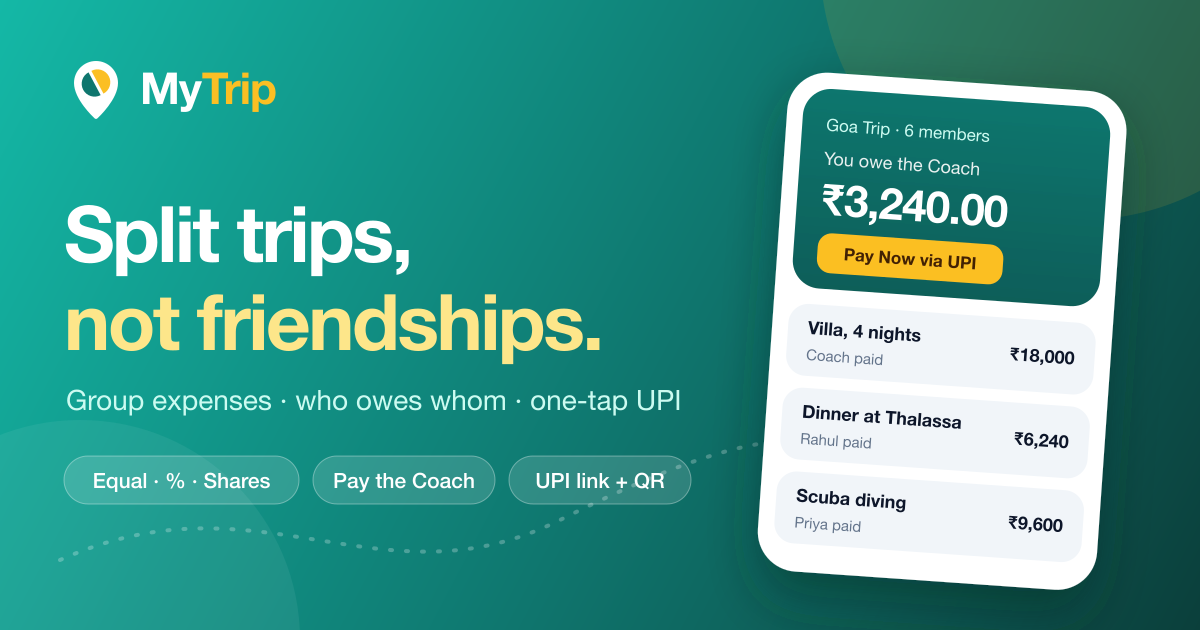 MyTrip
Split trips,
not friendships.
Group expenses · who owes whom · one-tap UPI
Equal · % · Shares
Pay the Coach
UPI link + QR
Goa Trip · 6 members
You owe the Coach
₹3,240.00
Pay Now via UPI
Villa, 4 nights
Coach paid
₹18,000
Dinner at Thalassa
Rahul paid
₹6,240
Scuba diving
Priya paid
₹9,600